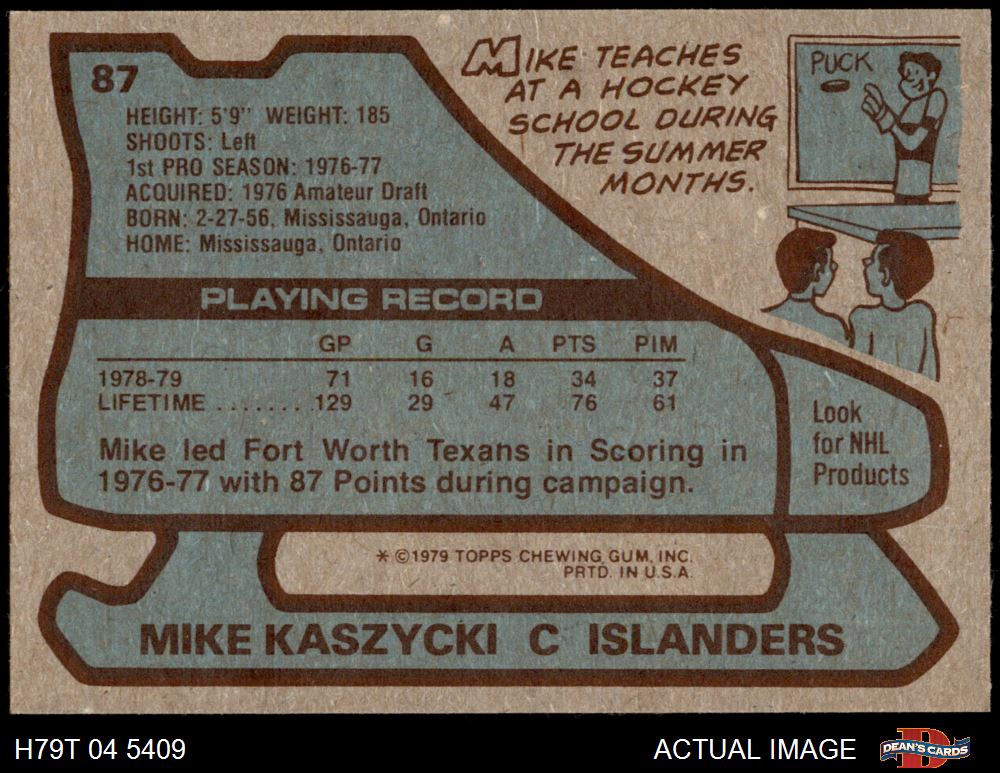 87
HEIGHT: 5'9" WEIGHT: 185
SHOOTS: Left
1st PRO SEASON: 1976-77
ACQUIRED: 1976 Amateur Draft
BORN: 2-27-56, Mississauga, Ontario
HOME: Mississauga, Ontario
MIKE TEACHES
AT A HOCKEY
SCHOOL DURING
THE SUMMER
MONTHS.
PUCK
PLAYING RECORD
GP G A PTS PIM
1978-79 71 16 18 34 37
LIFETIME ........ 129 29 47 76 61
Mike led Fort Worth Texans in Scoring in
1976-77 with 87 Points during campaign.
Look
for NHL
Products
* ©1979 TOPPS CHEWING GUM, INC.
PRTD. IN U.S.A.
MIKE KASZYCKI C ISLANDERS
H79T 04 5409
ACTUAL IMAGE
D
DEAN'S CARDS